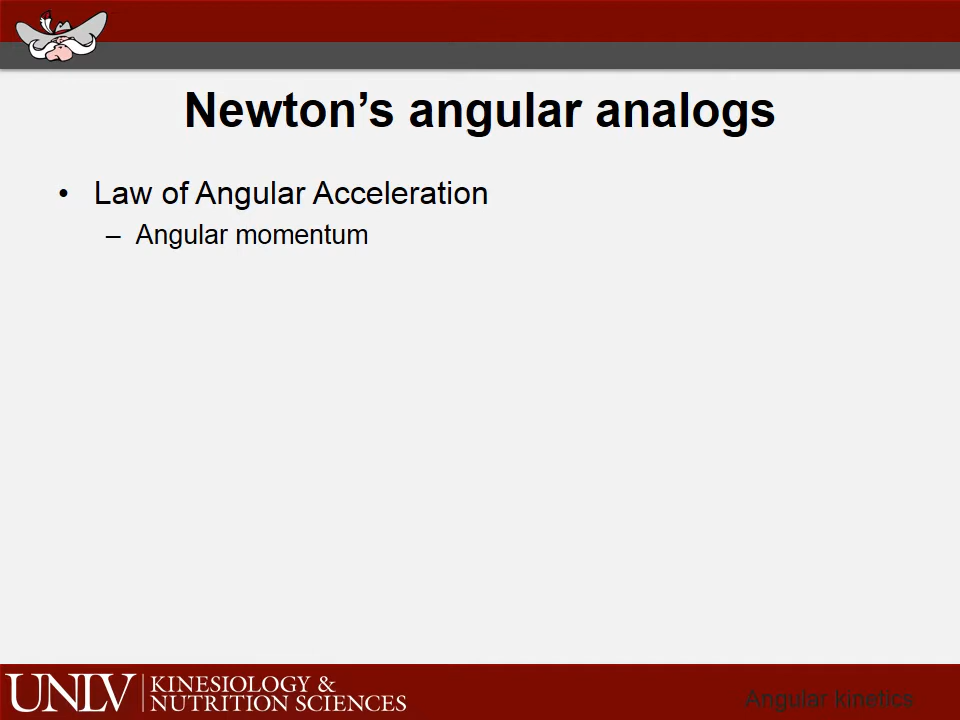 Newton’s angular analogs
• Law of Angular Acceleration
– Angular momentum
UNLV
KINESIOLOGY &
NUTRITION SCIENCES
Angular kinetics